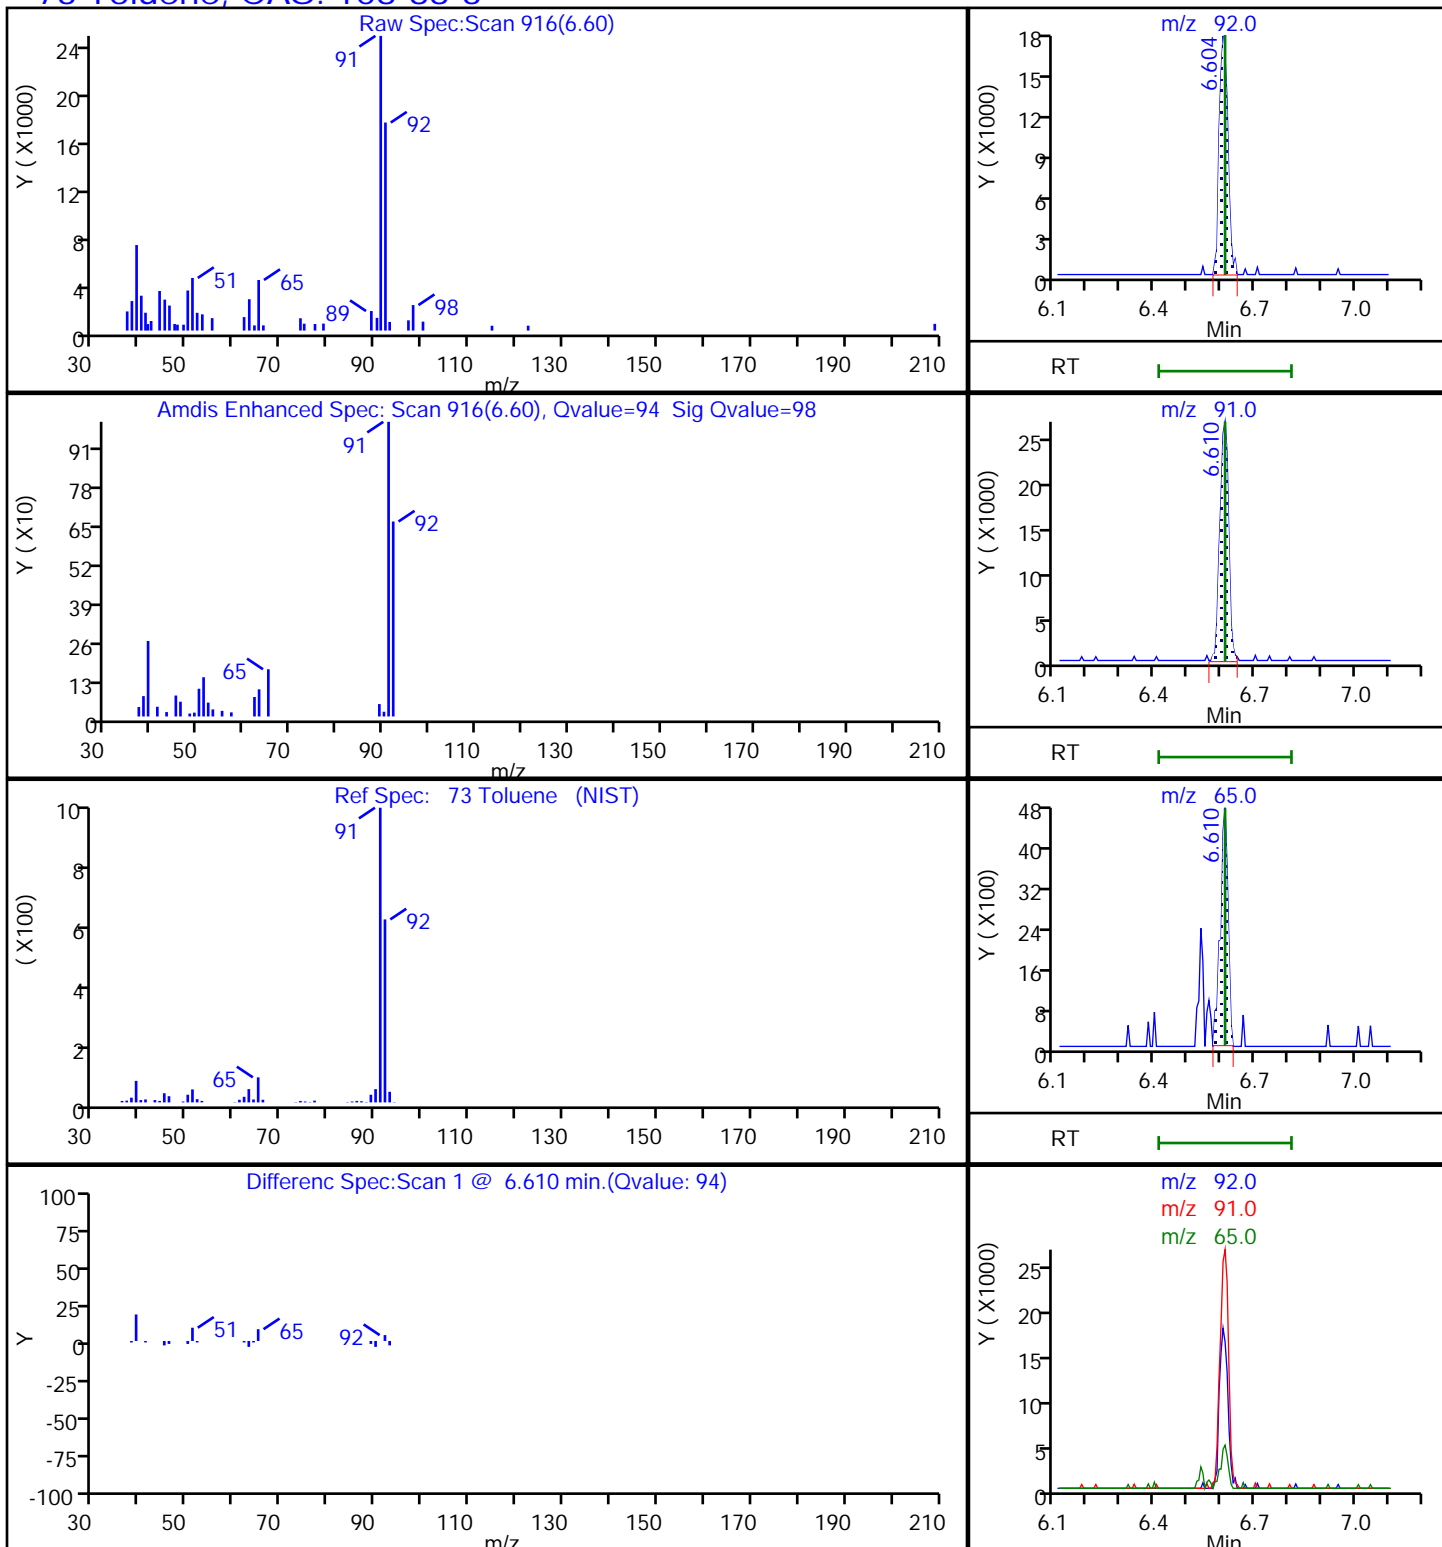 73 Toluene, CAS: 108-88-3
Raw Spec:Scan 916(6.60)
Y ( X1000)
24
20
16
12
8
4
0
91
92
51
65
89
98
30 50 70 90 110 130 150 170 190 210
m/z
m/z 92.0
Y ( X1000)
18
15
12
9
6
3
0
6.604
6.1 6.4 6.7 7.0
Min
RT
Amdis Enhanced Spec: Scan 916(6.60), Qvalue=94 Sig Qvalue=98
Y ( X10)
91
78
65
52
39
26
13
0
91
92
65
30 50 70 90 110 130 150 170 190 210
m/z
m/z 91.0
Y ( X1000)
25
20
15
10
5
0
6.610
6.1 6.4 6.7 7.0
Min
RT
Ref Spec: 73 Toluene (NIST)
( X100)
10
8
6
4
2
0
91
92
65
30 50 70 90 110 130 150 170 190 210
m/z 65.0
Y ( X100)
48
40
32
24
16
8
0
6.610
6.1 6.4 6.7 7.0
Min
RT
Differenc Spec:Scan 1 @ 6.610 min.(Qvalue: 94)
Y
100
75
50
25
0
-25
-50
-75
-100
51
65
92
30 50 70 90 110 130 150 170 190 210
m/z
m/z 92.0
m/z 91.0
m/z 65.0
Y ( X1000)
25
20
15
10
5
0
6.1 6.4 6.7 7.0
Min